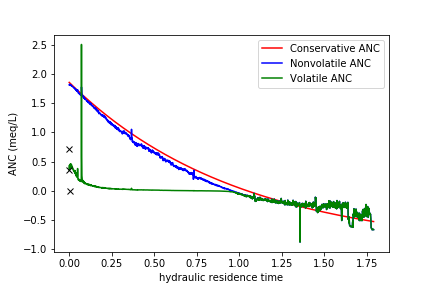 Conservative ANC
Nonvolatile ANC
Volatile ANC
2.5
2.0
1.5
1.0
0.5
0.0
−0.5
−1.0
ANC (meq/L)
0.00 0.25 0.50 0.75 1.00 1.25 1.50 1.75
hydraulic residence time